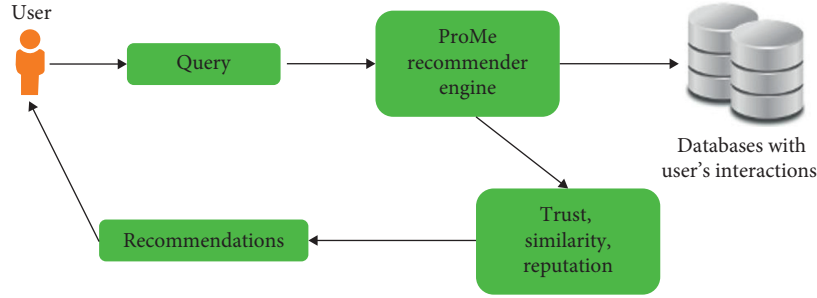 User
Query
ProMe
recommender
engine
Databases with
user's interactions
Trust,
similarity,
reputation
Recommendations